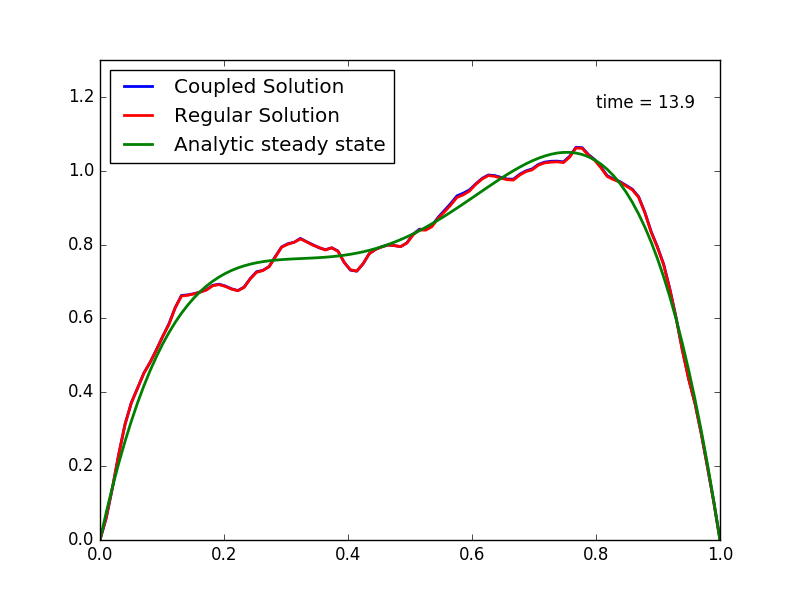 1.2
1.0
0.8
0.6
0.4
0.2
0.0
Coupled Solution
Regular Solution
Analytic steady state
time = 13.9
0.0 0.2 0.4 0.6 0.8 1.0